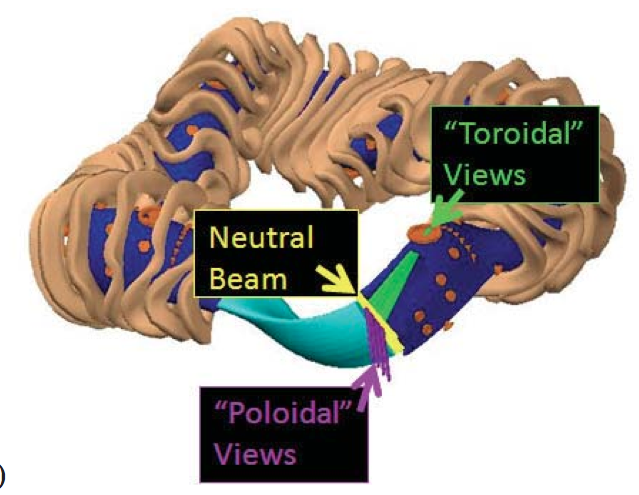 “Toroidal”
Views
Neutral
Beam
“Poloidal”
Views
)